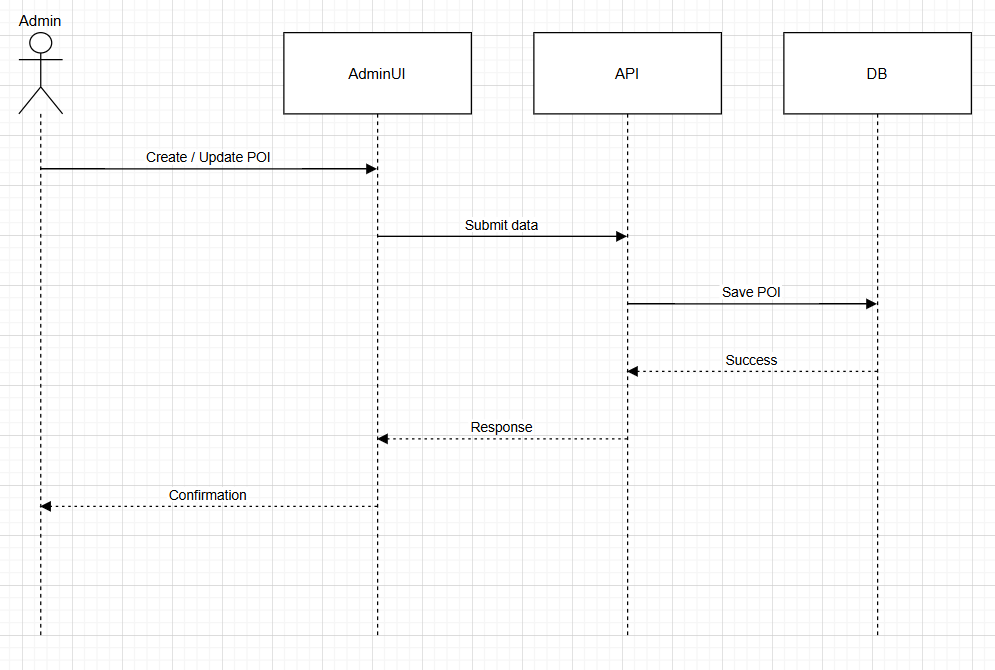 Admin
AdminUI
API
DB
Create / Update POI
Submit data
Save POI
Success
Response
Confirmation